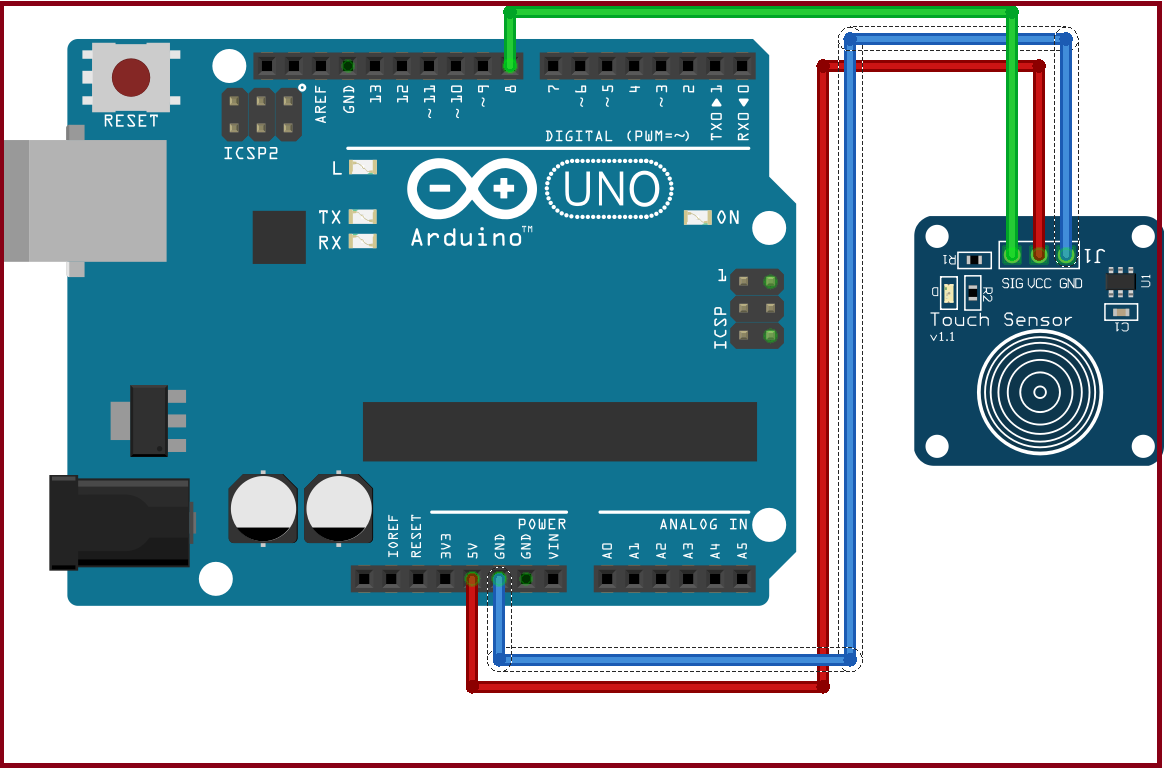 RESET
ICSP2
AREF
GND
13
12
~11
~10
~9
8
7
~6
~5
4
~3
2
TX0▶1
RX0◀0
DIGITAL (PWM=~)
L
TX
RX
UNO
Arduino™
ON
1
ICSP
J1
R1
SIG VCC GND
U1
D
R2
C1
Touch Sensor
v1.1
POWER
ANALOG IN
IOREF
RESET
3V3
5V
GND
GND
VIN
A0
A1
A2
A3
A4
A5